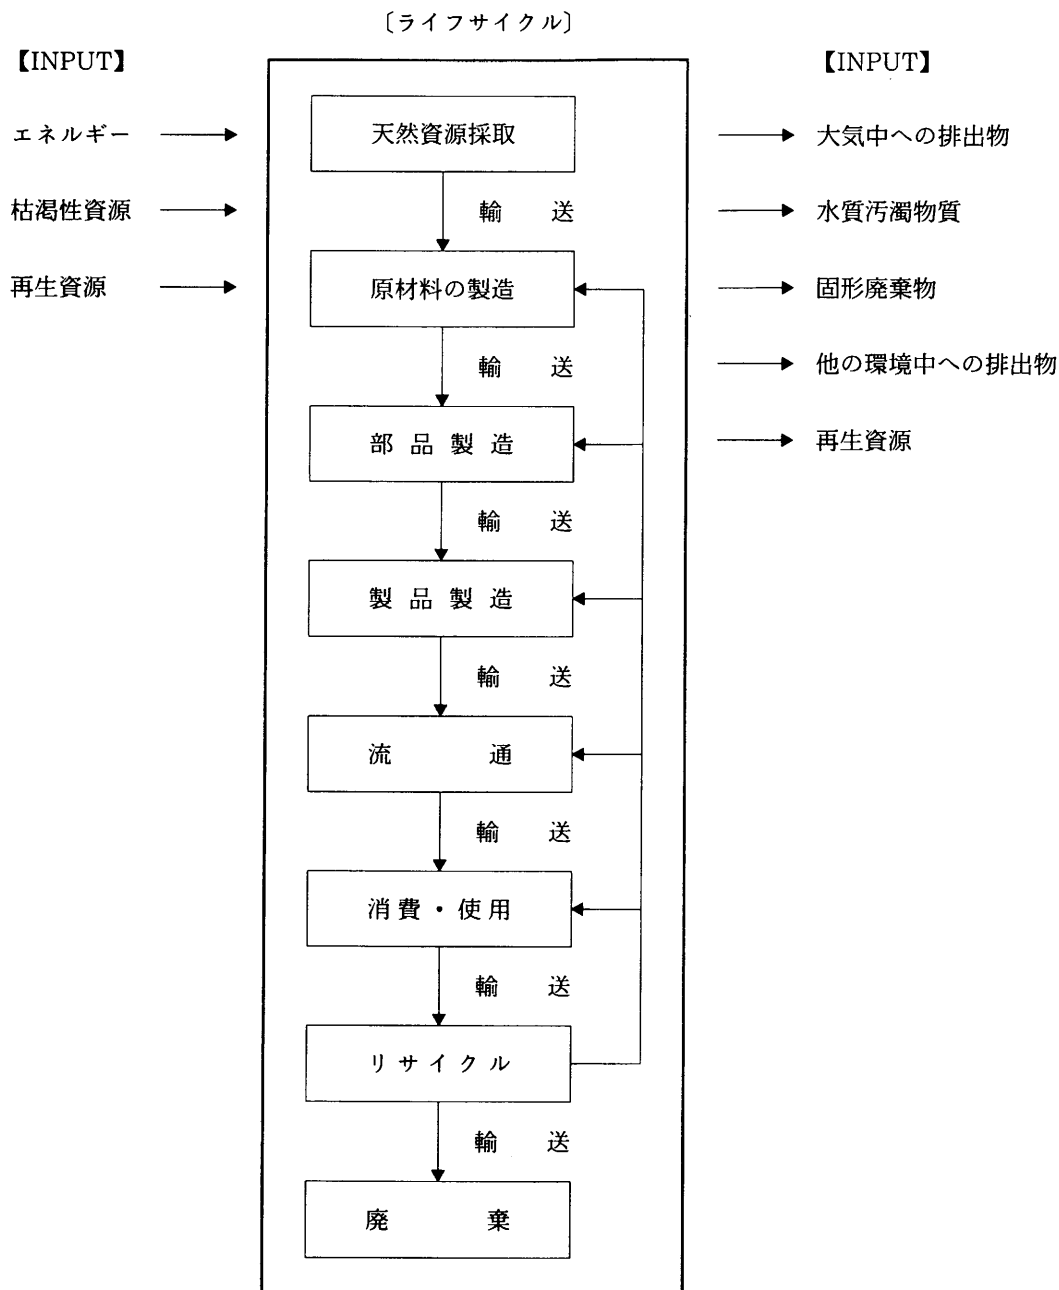 〔ライフサイクル〕
【INPUT】
エネルギー
枯渇性資源
再生資源
天然資源採取
輸送
原材料の製造
輸送
部品製造
輸送
製品製造
輸送
流通
輸送
消費・使用
輸送
リサイクル
輸送
廃棄
【INPUT】
大気中への排出物
水質汚濁物質
固形廃棄物
他の環境中への排出物
再生資源